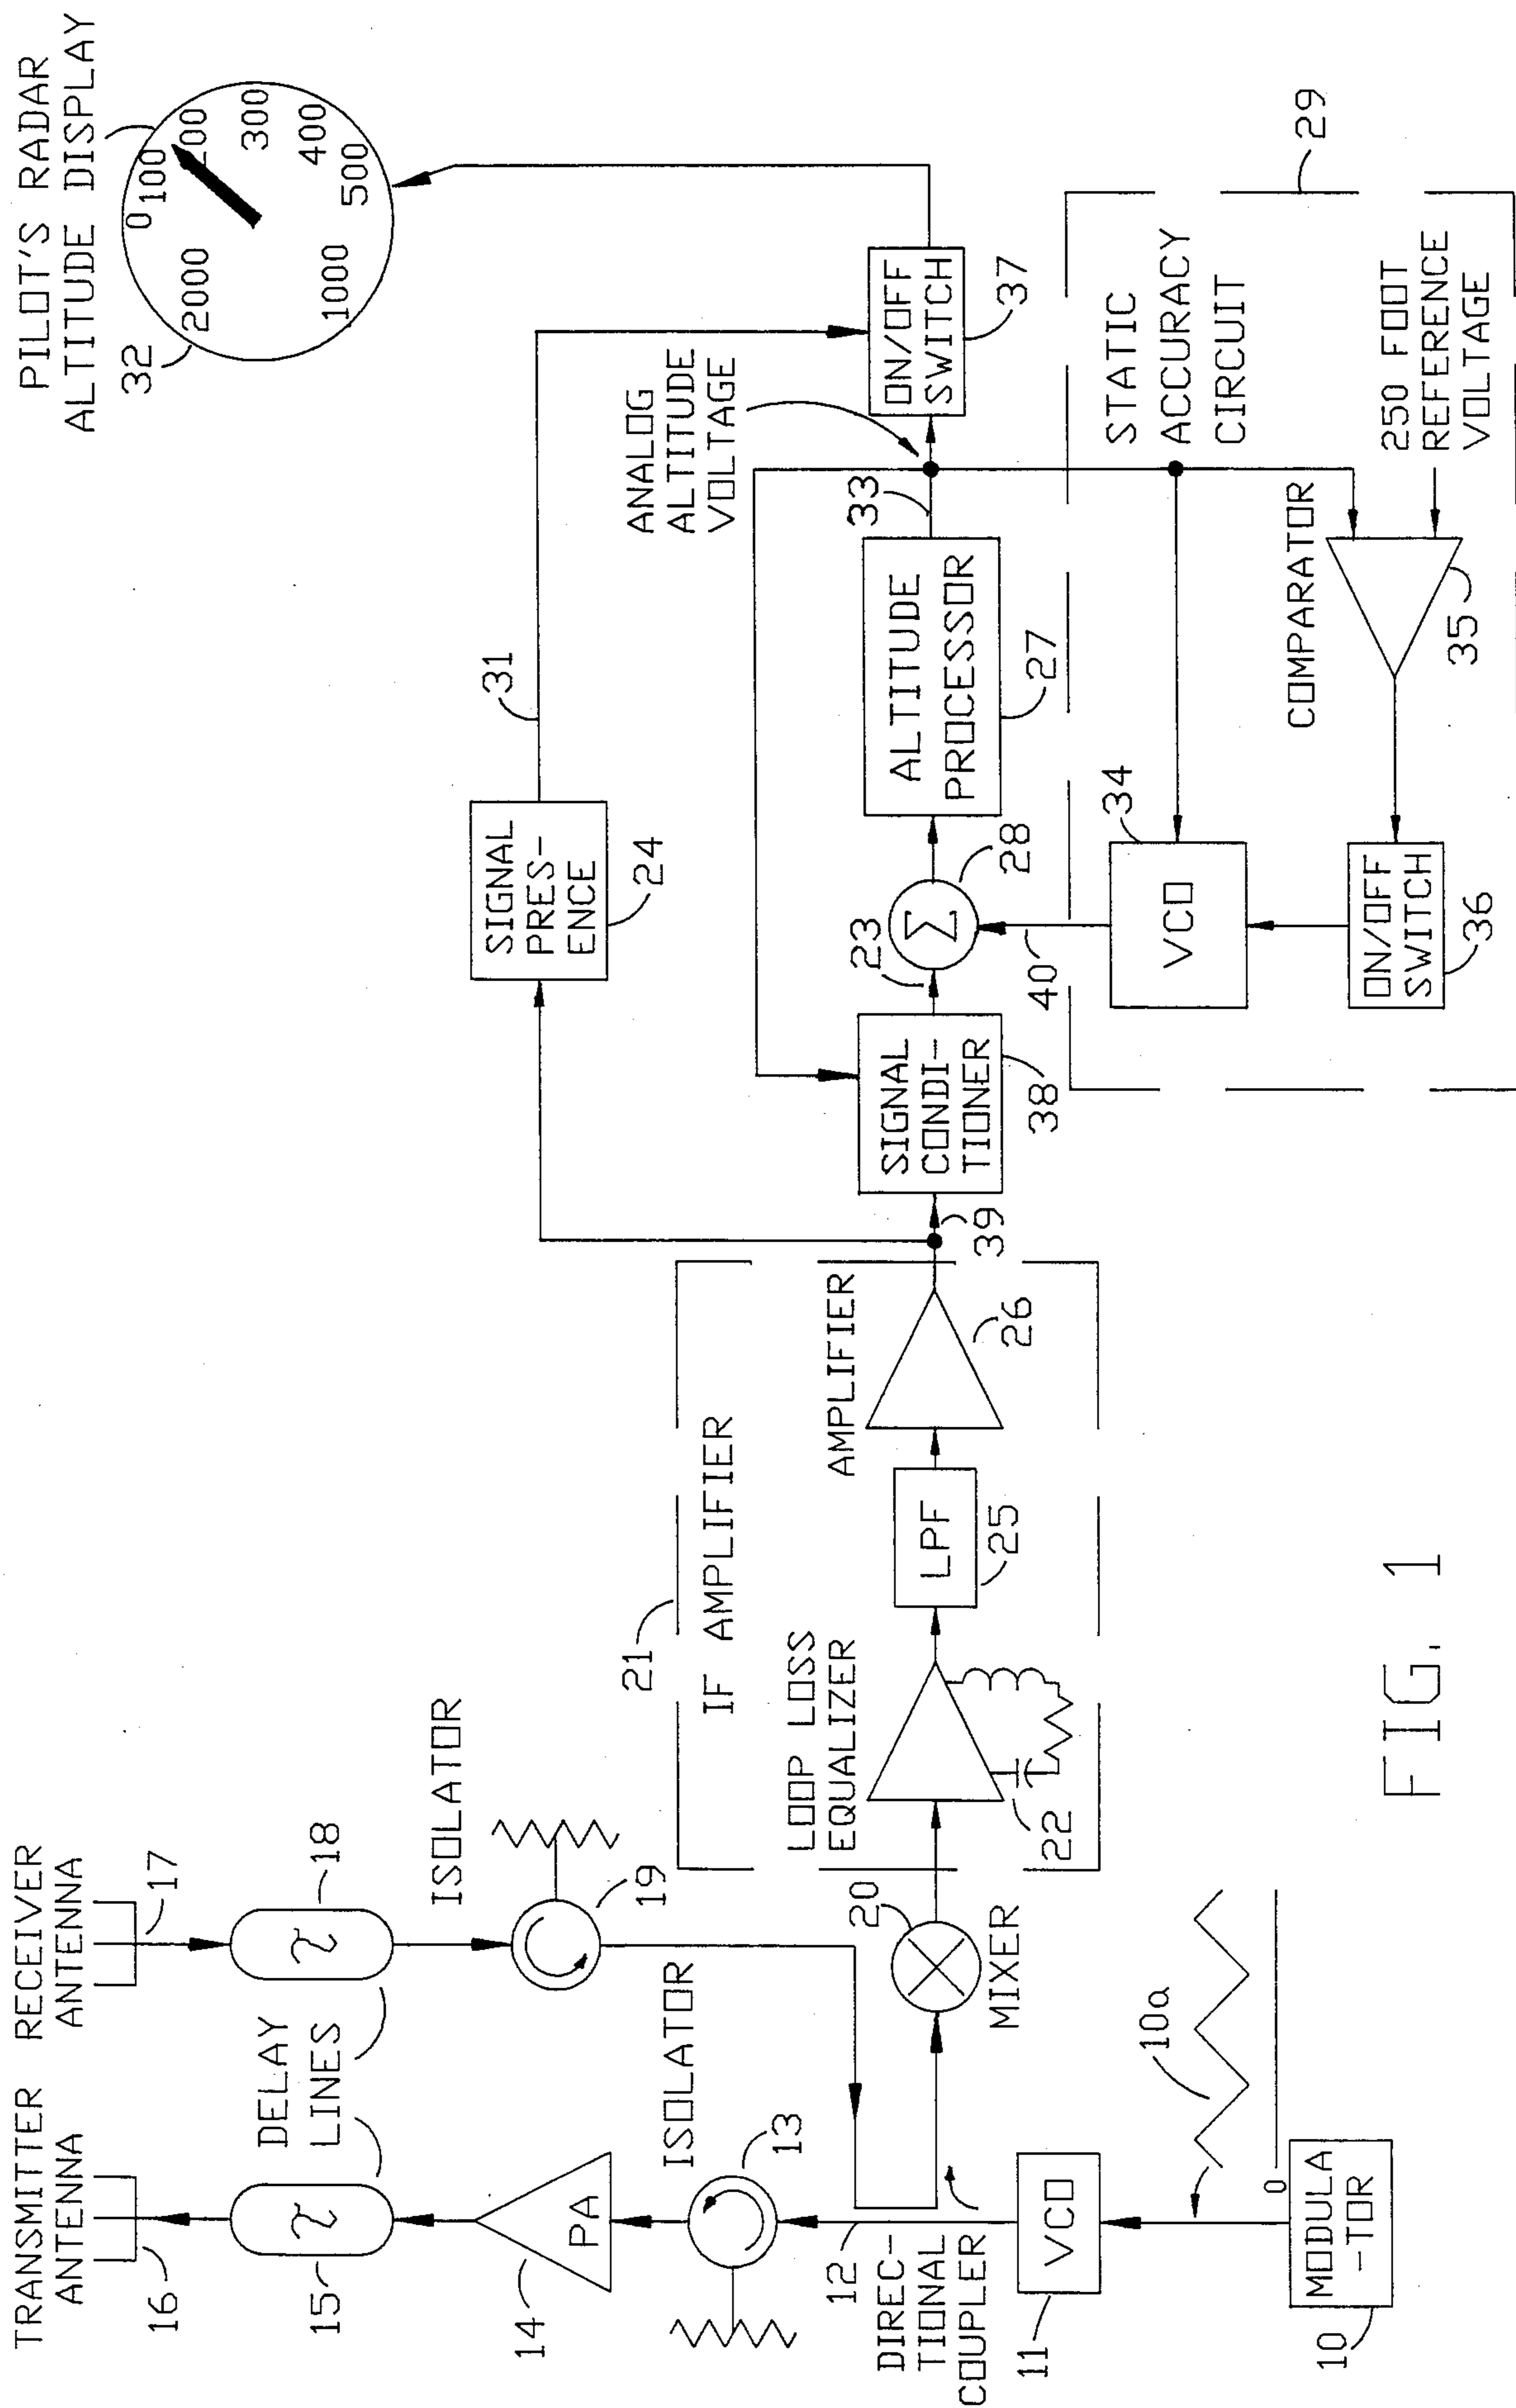 TRANSMITTER
ANTENNA
16
RECEIVER
ANTENNA
17
DELAY
LINES
15
18
ISOLATOR
19
14
PA
ISOLATOR
13
12
DIREC-
TIONAL
COUPLER
11
VCO
10
MODULA
-TOR
0
10a
20
MIXER
21
IF AMPLIFIER
LOOP LOSS
EQUALIZER
22
LPF
25
AMPLIFIER
26
39
SIGNAL
PRES-
ENCE
24
31
SIGNAL
CONDI-
TIONER
38
23
Σ
28
40
ALTITUDE
PROCESSOR
27
33
ANALOG
ALTITUDE
VOLTAGE
ON/OFF
SWITCH
37
PILOT'S RADAR
ALTITUDE DISPLAY
32
0
100
200
300
400
500
1000
2000
STATIC
ACCURACY
CIRCUIT
29
VCO
34
ON/OFF
SWITCH
36
COMPARATOR
35
250 FOOT
REFERENCE
VOLTAGE
FIG. 1